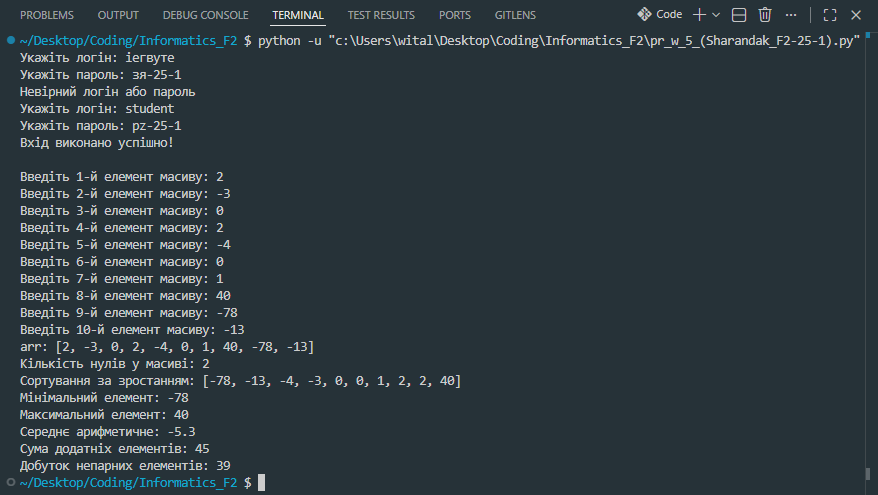 PROBLEMS OUTPUT DEBUG CONSOLE TERMINAL TEST RESULTS PORTS GITLENS Code
~/Desktop/Coding/Informatics_F2 $ python -u "c:\Users\wital\Desktop\Coding\Informatics_F2\pr_w_5_(Sharandak_F2-25-1).py"
Укажіть логін: іегвуте
Укажіть пароль: зя-25-1
Невірний логін або пароль
Укажіть логін: student
Укажіть пароль: pz-25-1
Вхід виконано успішно!
Введіть 1-й елемент масиву: 2
Введіть 2-й елемент масиву: -3
Введіть 3-й елемент масиву: 0
Введіть 4-й елемент масиву: 2
Введіть 5-й елемент масиву: -4
Введіть 6-й елемент масиву: 0
Введіть 7-й елемент масиву: 1
Введіть 8-й елемент масиву: 40
Введіть 9-й елемент масиву: -78
Введіть 10-й елемент масиву: -13
arr: [2, -3, 0, 2, -4, 0, 1, 40, -78, -13]
Кількість нулів у масиві: 2
Сортування за зростанням: [-78, -13, -4, -3, 0, 0, 1, 2, 2, 40]
Мінімальний елемент: -78
Максимальний елемент: 40
Середнє арифметичне: -5.3
Сума додатніх елементів: 45
Добуток непарних елементів: 39
~/Desktop/Coding/Informatics_F2 $